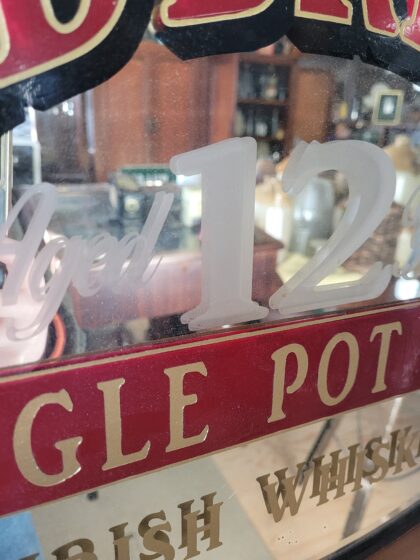 Aged 12
GLE POT
IRISH WHISK